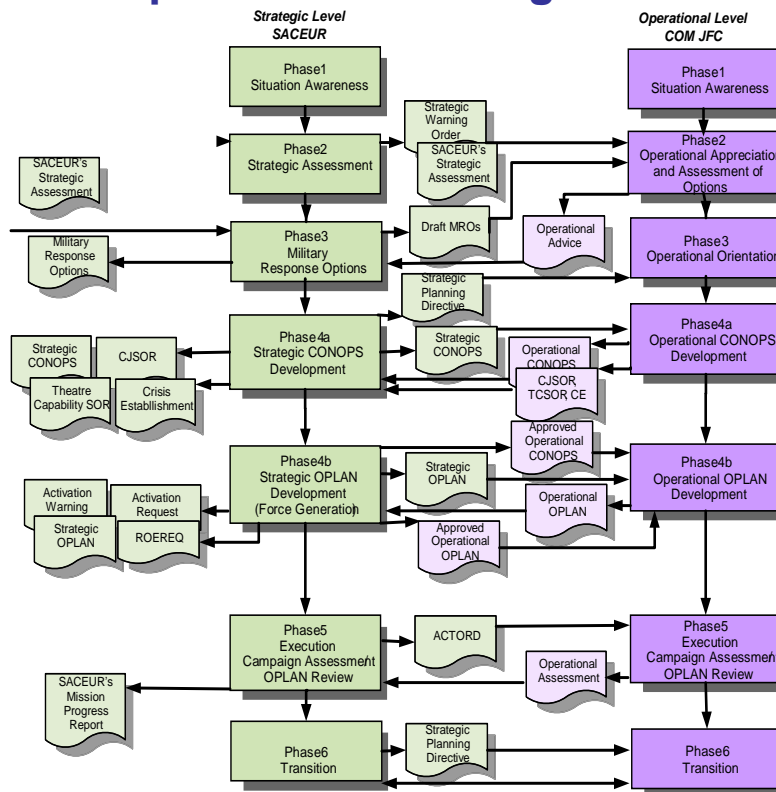 Strategic Level
SACEUR
Operational Level
COM JFC
Phase1
Situation Awareness
Phase1
Situation Awareness
Strategic
Warning
Order
Phase2
Strategic Assessment
SACEUR's
Strategic
Assessment
Phase2
Operational Appreciation
and Assessment of
Options
SACEUR's
Strategic
Assessment
Draft MROs
Operational
Advice
Phase3
Military
Response Options
Phase3
Operational Orientation
Military
Response
Options
Strategic
Planning
Directive
Phase4a
Strategic CONOPS
Development
Strategic
CONOPS
Operational
CONOPS
Phase4a
Operational CONOPS
Development
Strategic
CONOPS
CJSOR
Theatre
Capability SOR
Crisis
Establlishment
CJSOR
TCSOR CE
Approved
Operational
CONOPS
Phase4b
Strategic OPLAN
Development
(Force Generation)
Strategic
OPLAN
Operational
OPLAN
Phase4b
Operational OPLAN
Development
Activation
Warning
Activation
Request
Strategic
OPLAN
ROEREQ
Approved
Operational
OPLAN
Phase5
Execution
Campaign Assessment/
OPLAN Review
ACTORD
Operational
Assessment
Phase5
Execution
Campaign Assessment/
OPLAN Review
SACEUR's
Mission
Progress
Report
Phase6
Transition
Strategic
Planning
Directive
Phase6
Transition